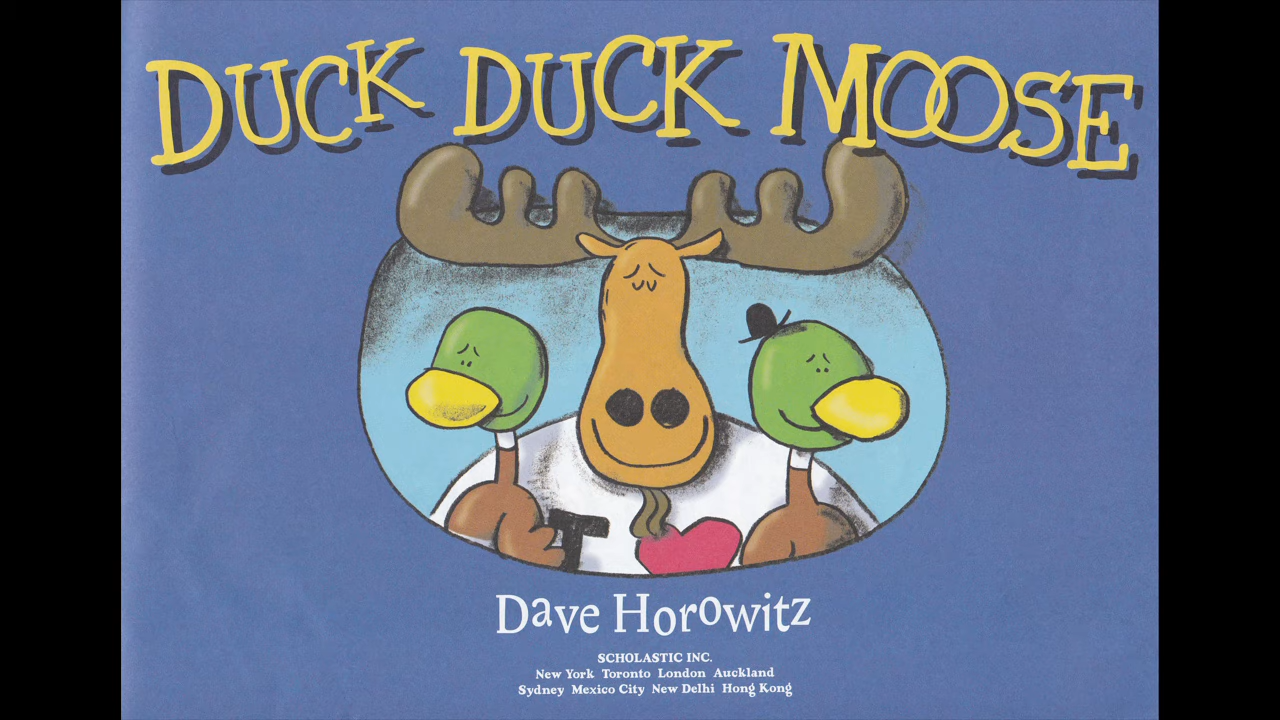 DUCK DUCK MOOSE
I
Dave Horowitz
SCHOLASTIC INC.
New York Toronto London Auckland
Sydney Mexico City New Delhi Hong Kong